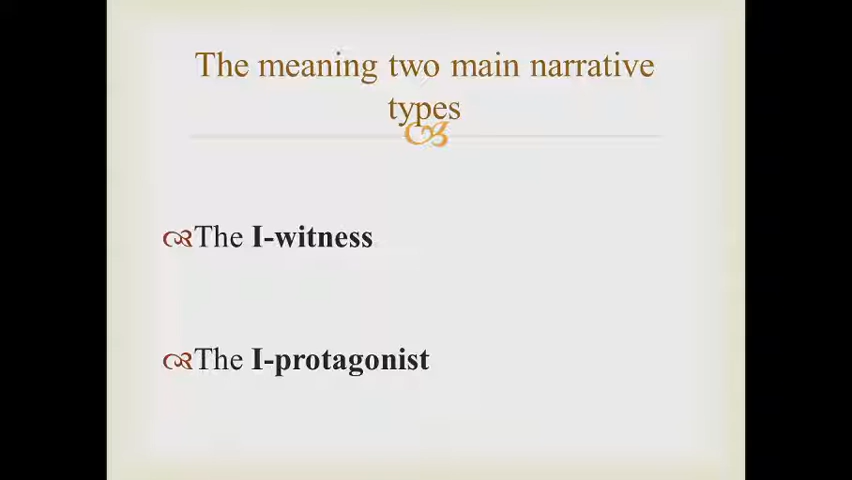 The meaning two main narrative
types
The I-witness
The I-protagonist